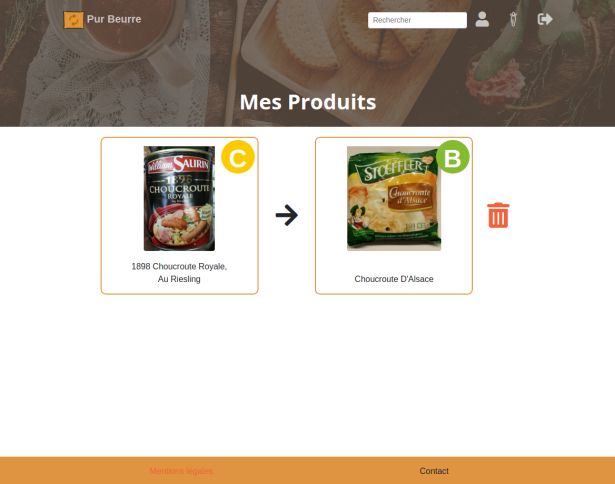 Pur Beurre
Rechercher
Mes Produits
William SAURIN
1898
CHOUCROUTE
ROYALE
C
STOEFFLER
Choucroute
d'Alsace
B
1898 Choucroute Royale,
Au Riesling
Choucroute D'Alsace
Mentions légales
Contact